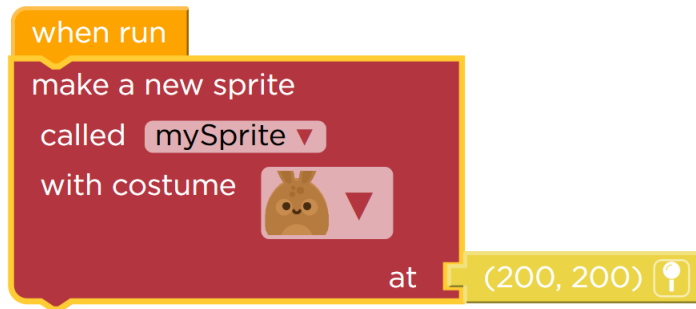 when run
make a new sprite
called mySprite
with costume
at (200, 200)